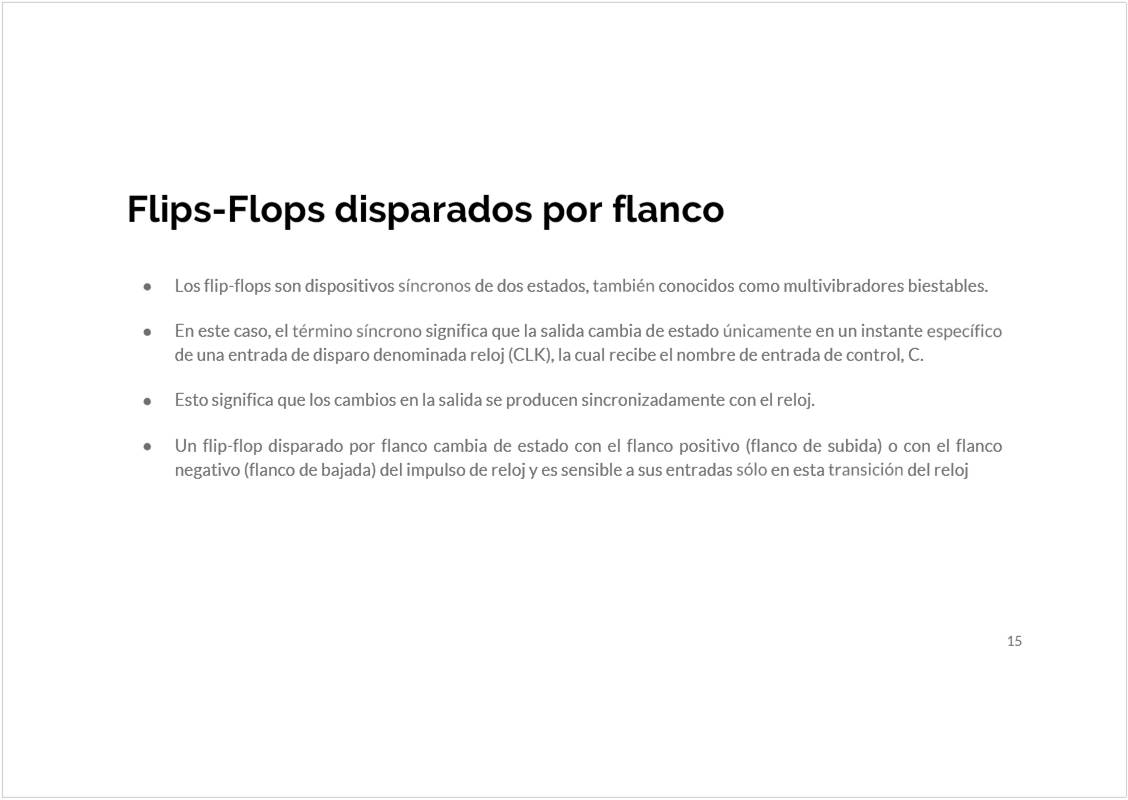 Flips-Flops disparados por flanco
● Los flip-flops son dispositivos síncronos de dos estados, también conocidos como multivibradores biestables.
● En este caso, el término síncrono significa que la salida cambia de estado únicamente en un instante específico
de una entrada de disparo denominada reloj (CLK), la cual recibe el nombre de entrada de control, C.
● Esto significa que los cambios en la salida se producen sincronizadamente con el reloj.
● Un flip-flop disparado por flanco cambia de estado con el flanco positivo (flanco de subida) o con el flanco
negativo (flanco de bajada) del impulso de reloj y es sensible a sus entradas sólo en esta transición del reloj
15